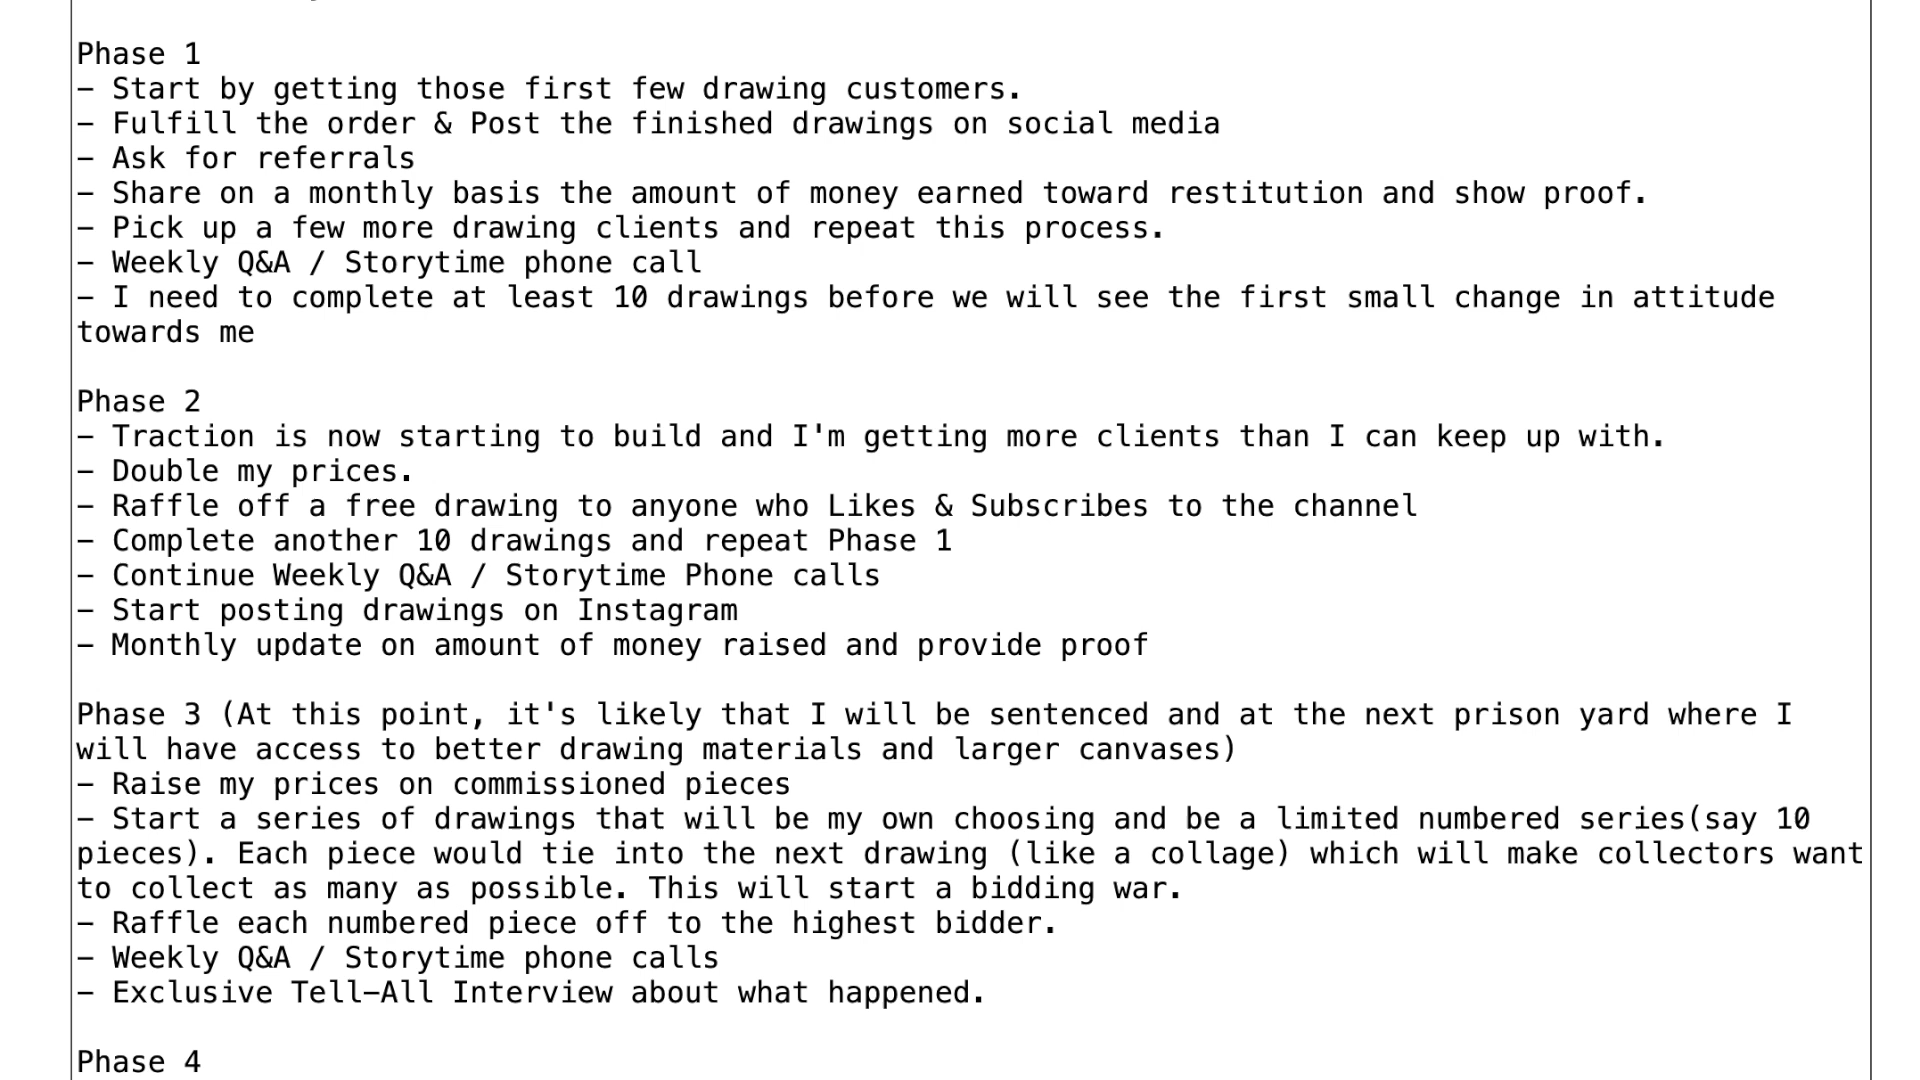 Phase 1
- Start by getting those first few drawing customers.
- Fulfill the order & Post the finished drawings on social media
- Ask for referrals
- Share on a monthly basis the amount of money earned toward restitution and show proof.
- Pick up a few more drawing clients and repeat this process.
- Weekly Q&A / Storytime phone call
- I need to complete at least 10 drawings before we will see the first small change in attitude
towards me
Phase 2
- Traction is now starting to build and I'm getting more clients than I can keep up with.
- Double my prices.
- Raffle off a free drawing to anyone who Likes & Subscribes to the channel
- Complete another 10 drawings and repeat Phase 1
- Continue Weekly Q&A / Storytime Phone calls
- Start posting drawings on Instagram
- Monthly update on amount of money raised and provide proof
Phase 3 (At this point, it's likely that I will be sentenced and at the next prison yard where I
will have access to better drawing materials and larger canvases)
- Raise my prices on commissioned pieces
- Start a series of drawings that will be my own choosing and be a limited numbered series(say 10
pieces). Each piece would tie into the next drawing (like a collage) which will make collectors want
to collect as many as possible. This will start a bidding war.
- Raffle each numbered piece off to the highest bidder.
- Weekly Q&A / Storytime phone calls
- Exclusive Tell-All Interview about what happened.
Phase 4